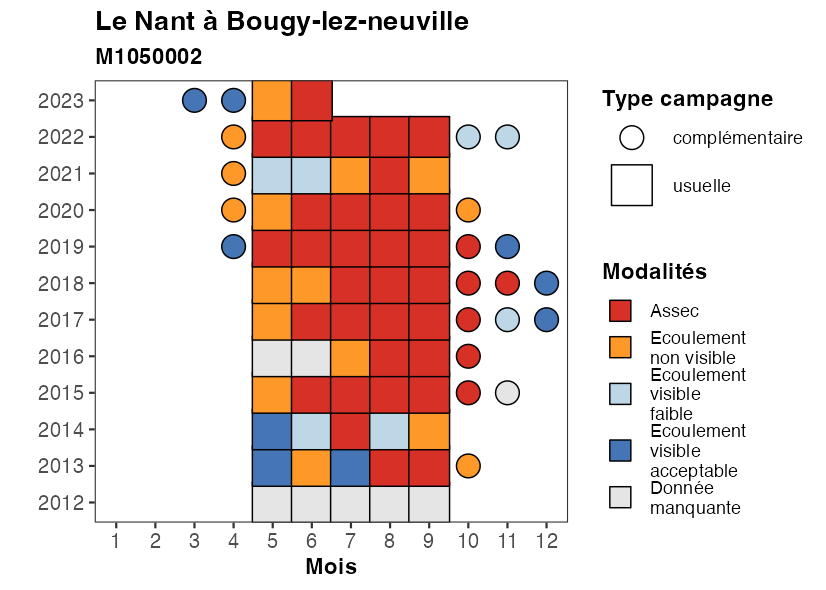 Le Nant à Bougy-lez-neuville
M1050002
2023
2022
2021
2020
2019
2018
2017
2016
2015
2014
2013
2012
1 2 3 4 5 6 7 8 9 10 11 12
Mois
Type campagne
complémentaire
usuelle
Modalités
Assec
Ecoulement
non visible
Ecoulement
visible
faible
Ecoulement
visible
acceptable
Donnée
manquante